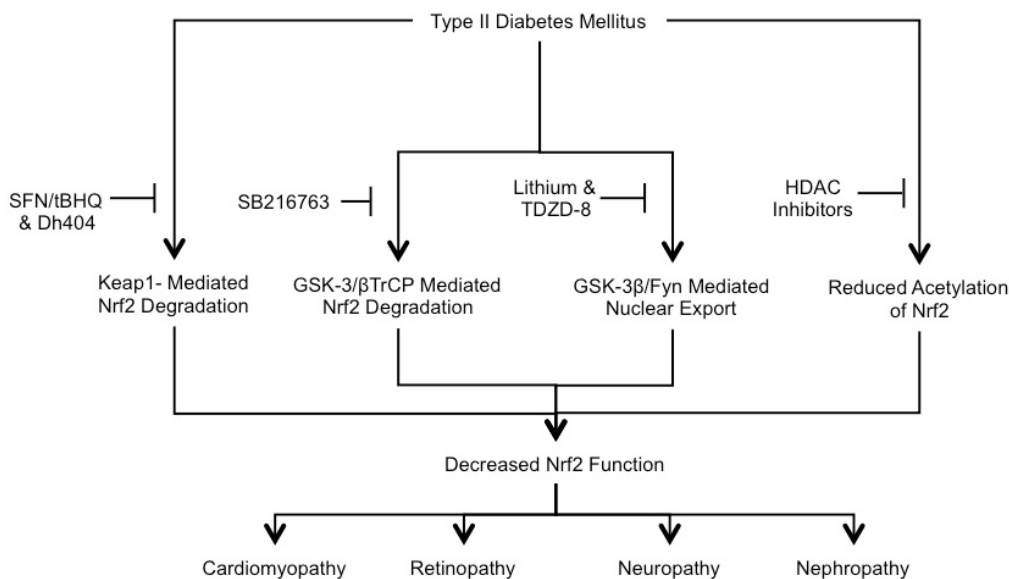 Type II Diabetes Mellitus
SFN/tBHQ
& Dh404
SB216763
Lithium &
TDZD-8
HDAC
Inhibitors
Keap1- Mediated
Nrf2 Degradation
GSK-3/βTrCP Mediated
Nrf2 Degradation
GSK-3β/Fyn Mediated
Nuclear Export
Reduced Acetylation
of Nrf2
Decreased Nrf2 Function
Cardiomyopathy
Retinopathy
Neuropathy
Nephropathy